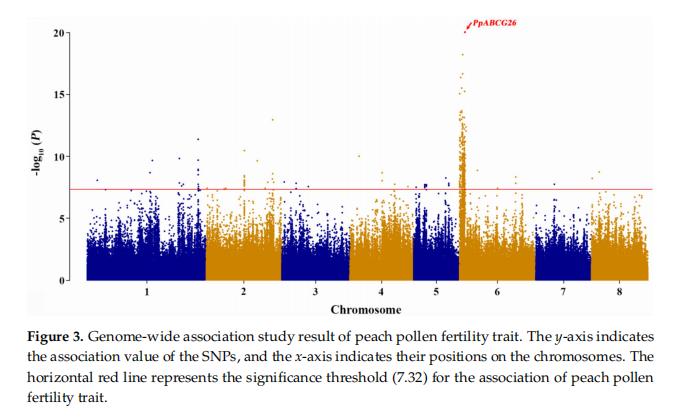 PpABCG26
20
15
10
5
0
-log10 (P)
1 2 3 4 5 6 7 8
Chromosome
Figure 3. Genome-wide association study result of peach pollen fertility trait. The y-axis indicates
the association value of the SNPs, and the x-axis indicates their positions on the chromosomes. The
horizontal red line represents the significance threshold (7.32) for the association of peach pollen
fertility trait.